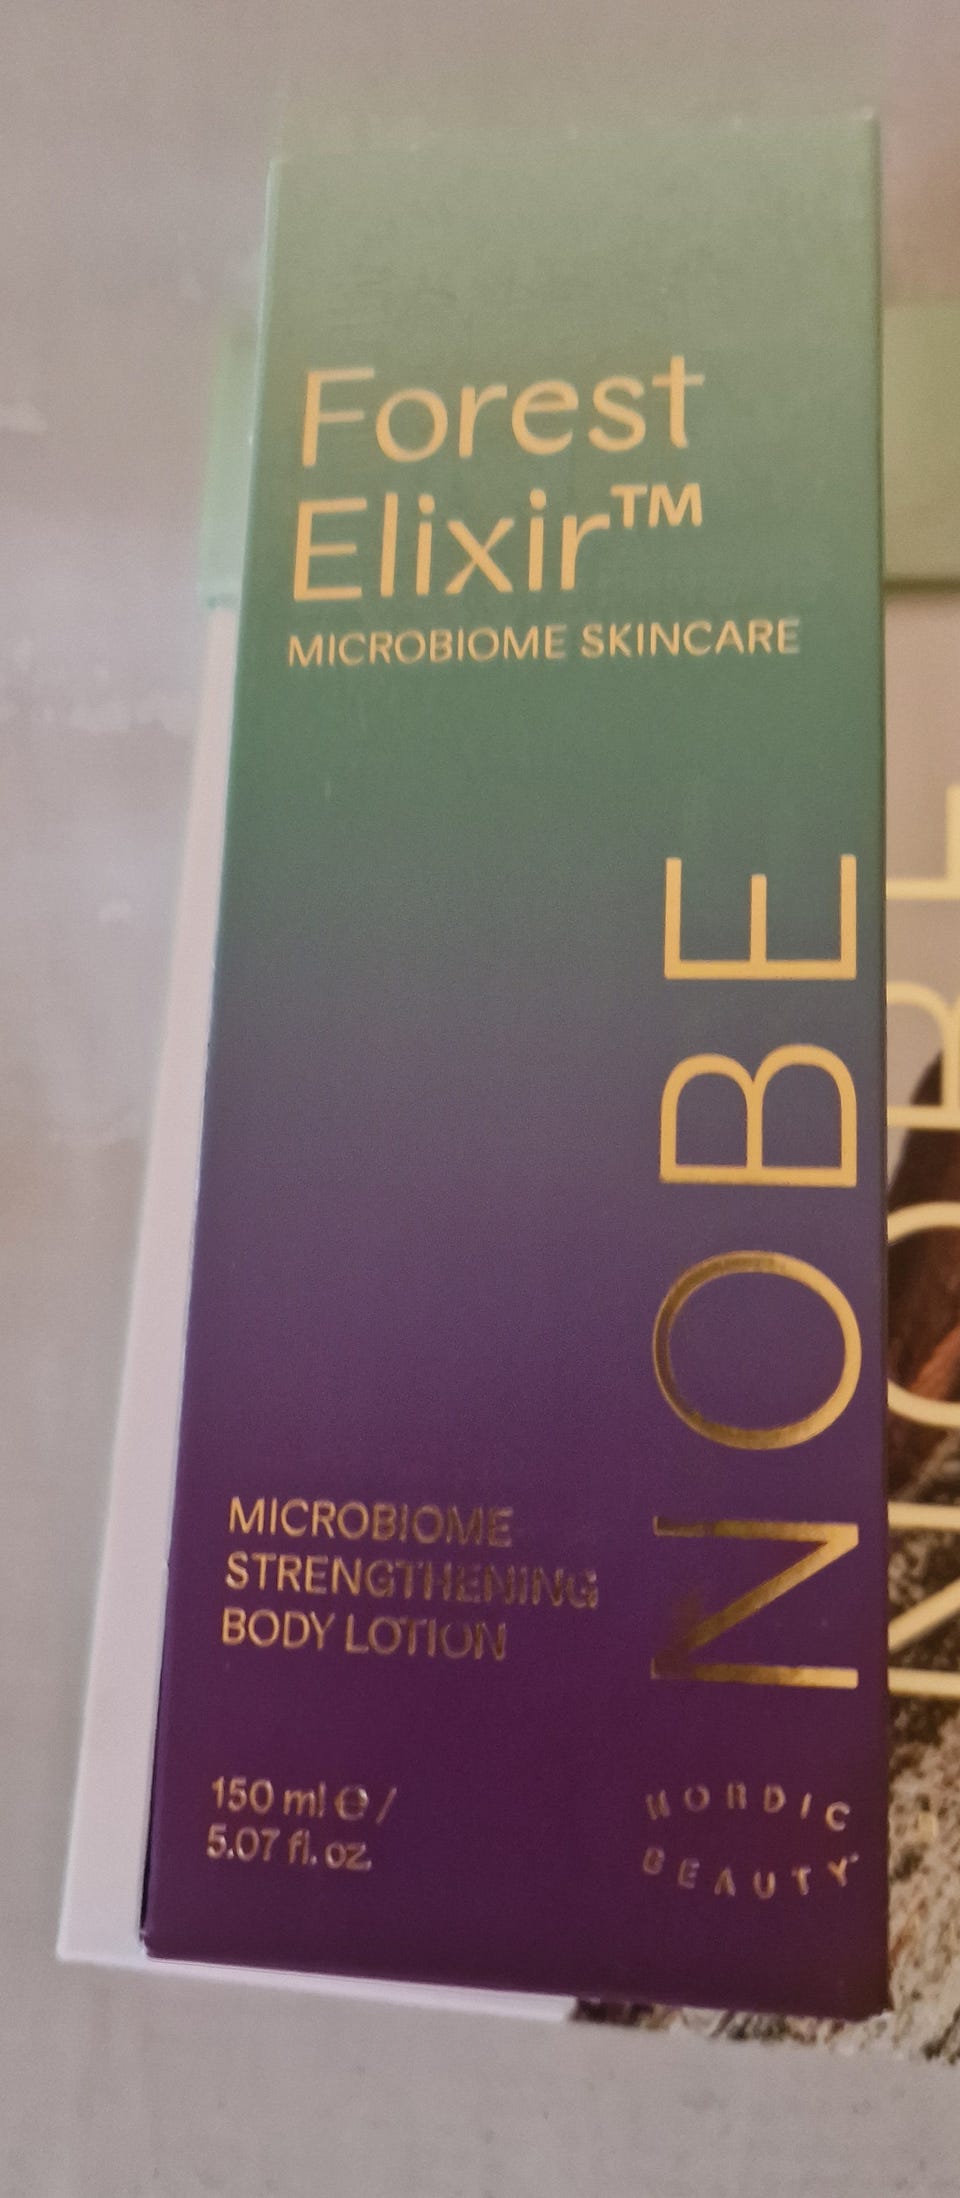 Forest
Elixir™
MICROBIOME SKINCARE
NOBE
MICROBIOME
STRENGTHENING
BODY LOTION
150 ml ℮ /
5.07 fl. oz.
NORDIC
BEAUTY